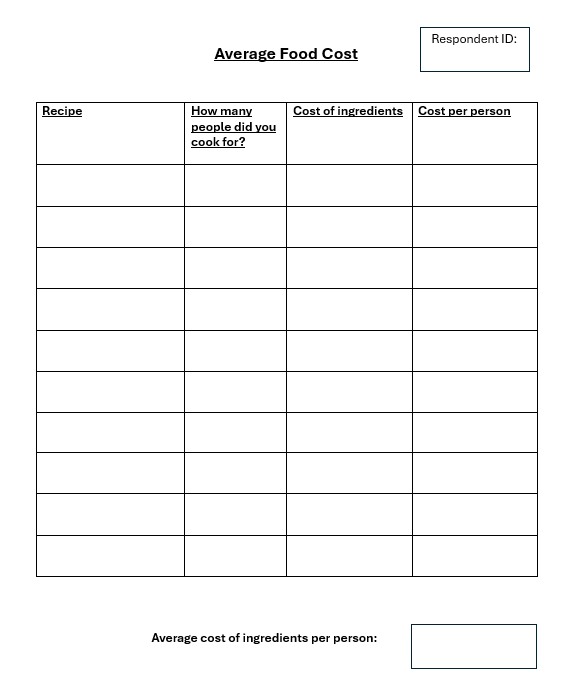 Respondent ID:
Average Food Cost
Recipe
How many
people did you
cook for?
Cost of ingredients
Cost per person
Average cost of ingredients per person: